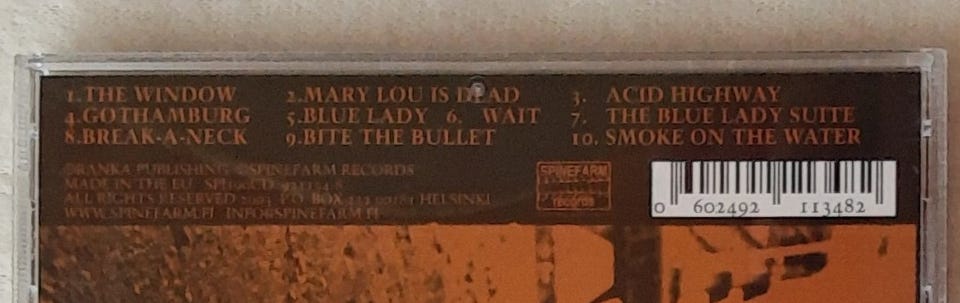 1. THE WINDOW 2. MARY LOU IS DEAD 3. ACID HIGHWAY
4. GOTHAMBURG 5. BLUE LADY 6. WAIT 7. THE BLUE LADY SUITE
8. BREAK-A-NECK 9. BITE THE BULLET 10. SMOKE ON THE WATER
RANKA PUBLISHING ©SPINEFARM RECORDS
MADE IN THE EU
ALL RIGHTS RESERVED 2003 P.O. BOX HELSINKI
WWW.SPINEFARM.FI INFO@SPINEFARM.FI
SPINEFARM
records
0 602492 113482